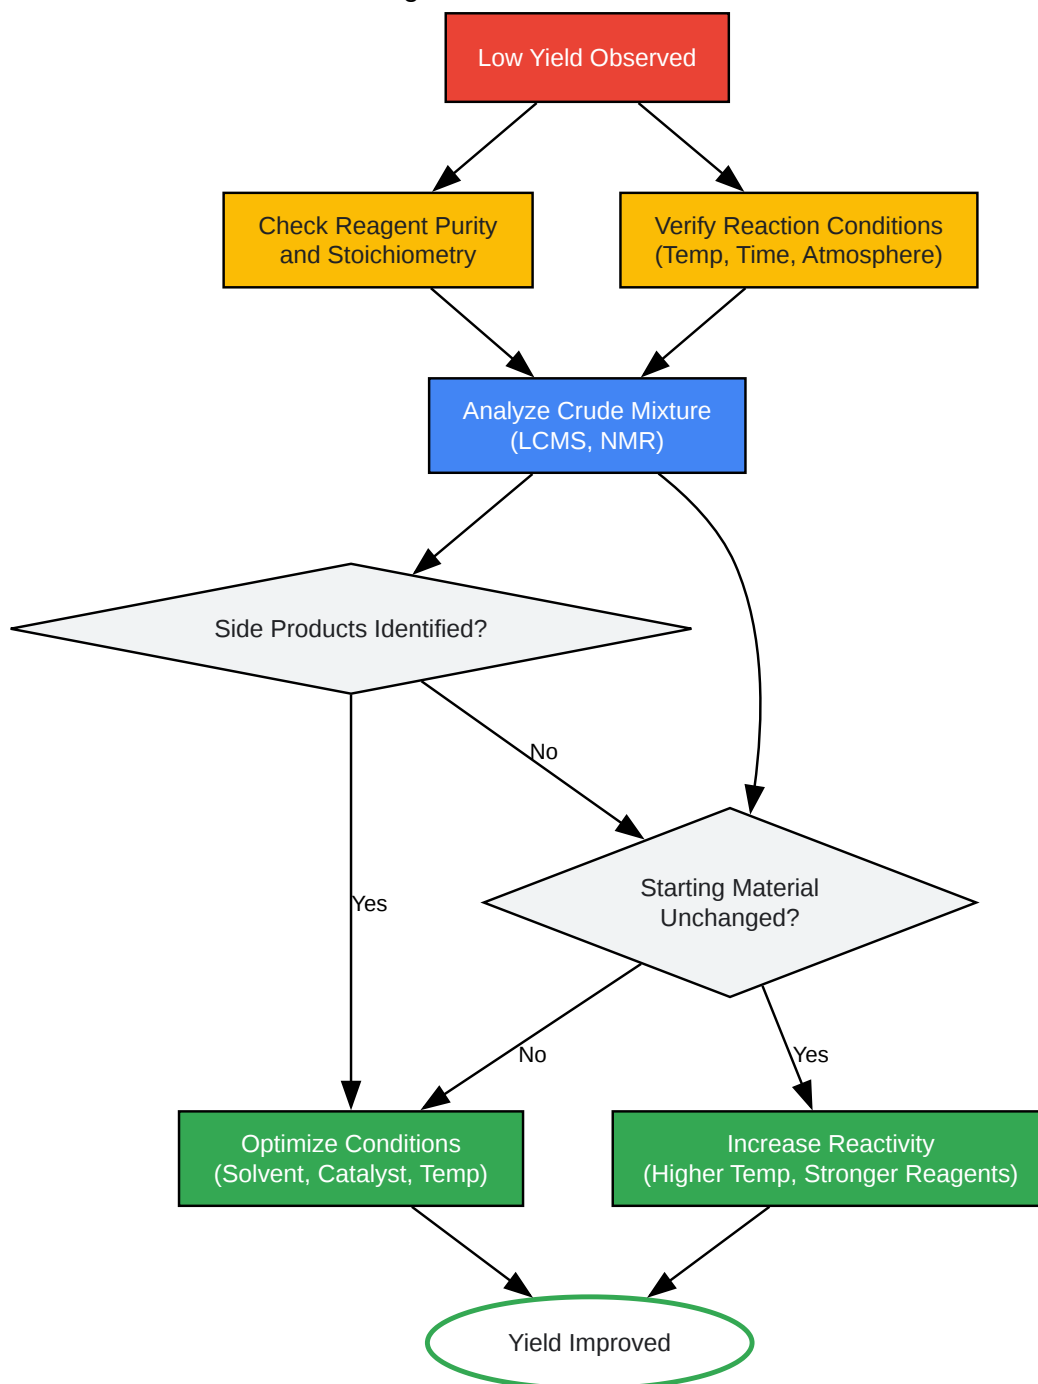 Low Yield Observed
Check Reagent Purity
and Stoichiometry
Verify Reaction Conditions
(Temp, Time, Atmosphere)
Analyze Crude Mixture
(LCMS, NMR)
Side Products Identified?
No
Starting Material
Unchanged?
Yes
No
Yes
Optimize Conditions
(Solvent, Catalyst, Temp)
Increase Reactivity
(Higher Temp, Stronger Reagents)
Yield Improved